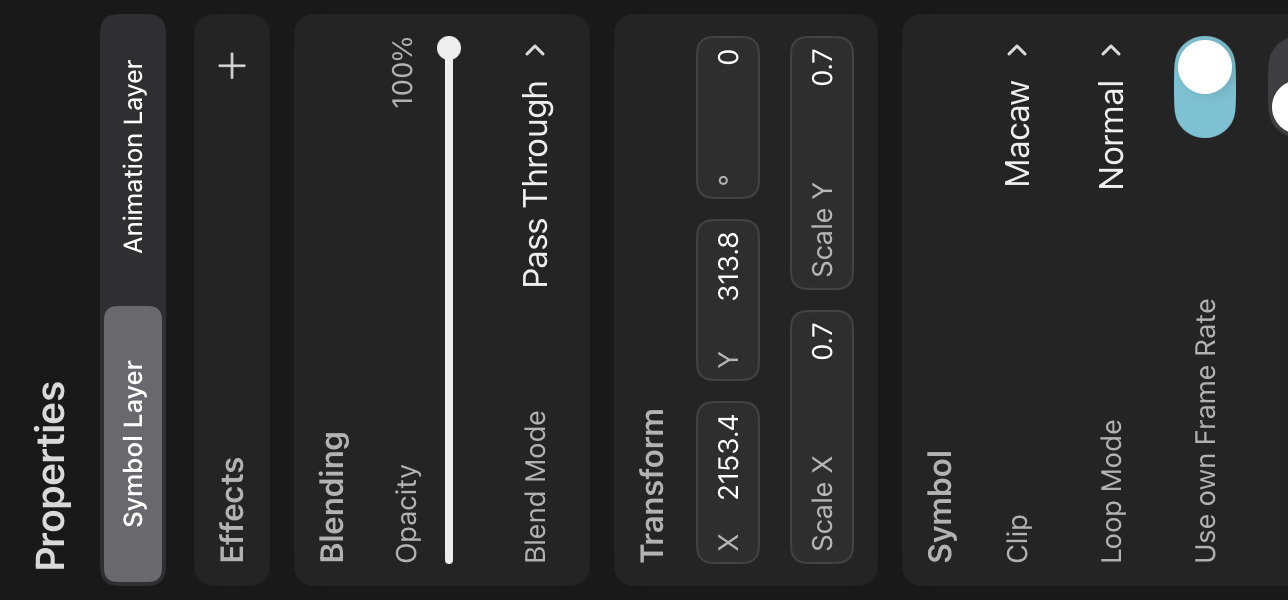 Properties
Symbol Layer Animation Layer
Effects
Blending
Opacity 100%
Blend Mode Pass Through
Transform
X 2153.4 Y 313.8 ° 0
Scale X 0.7 Scale Y 0.7
Symbol
Clip Macaw
Loop Mode Normal
Use own Frame Rate